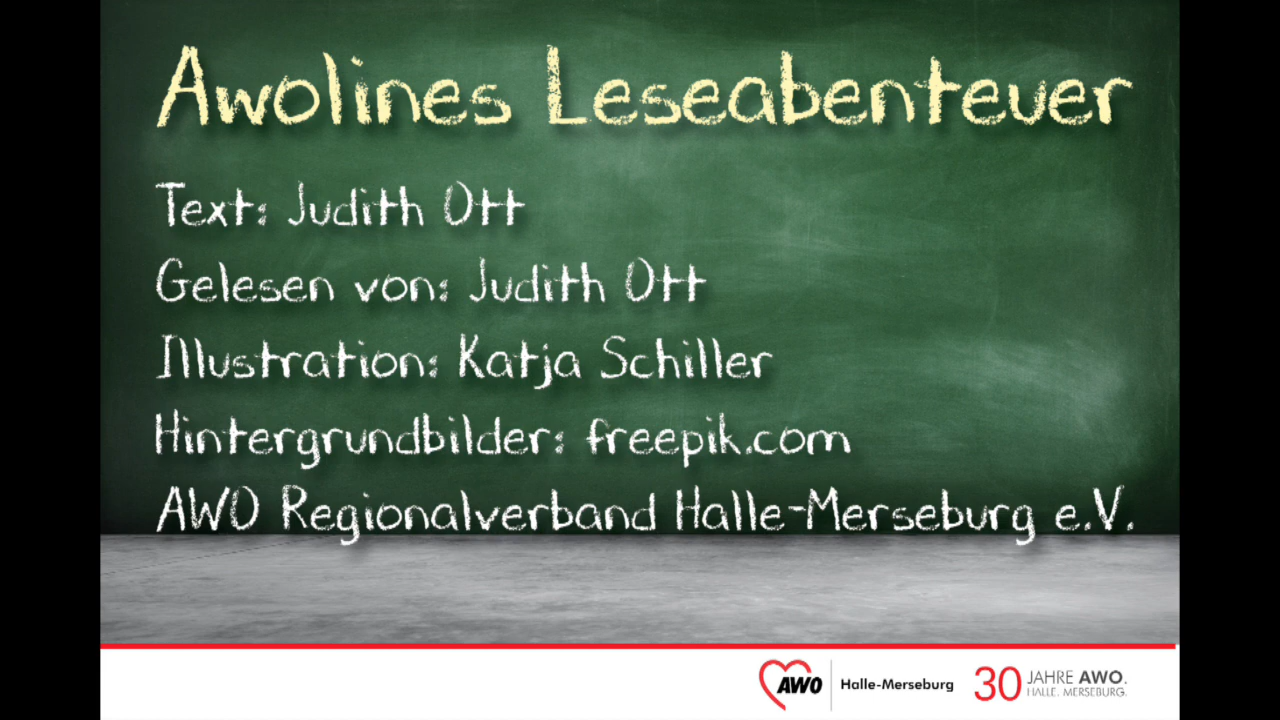 Awolines Leseabenteuer
Text: Judith Ott
Gelesen von: Judith Ott
Illustration: Katja Schiller
Hintergrundbilder: freepik.com
AWO Regionalverband Halle-Merseburg e.V.
AWO Halle-Merseburg
30 JAHRE AWO.
HALLE. MERSEBURG.